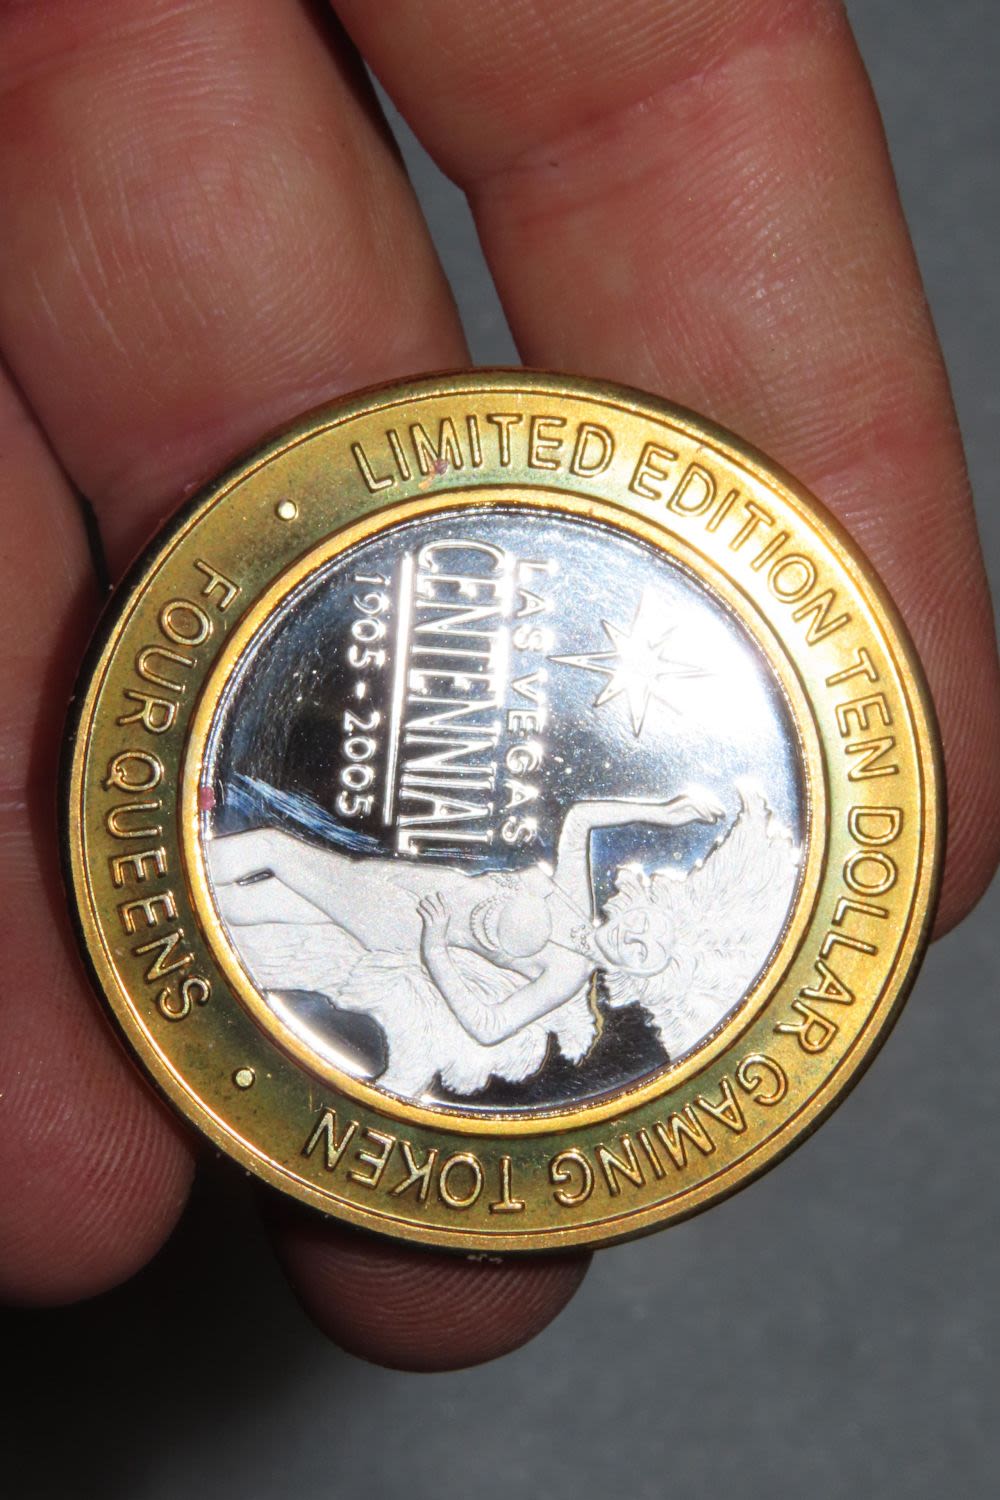 LIMITED EDITION TEN DOLLAR GAMING TOKEN
• FOUR QUEENS •
LAS VEGAS
CENTENNIAL
1905-2005